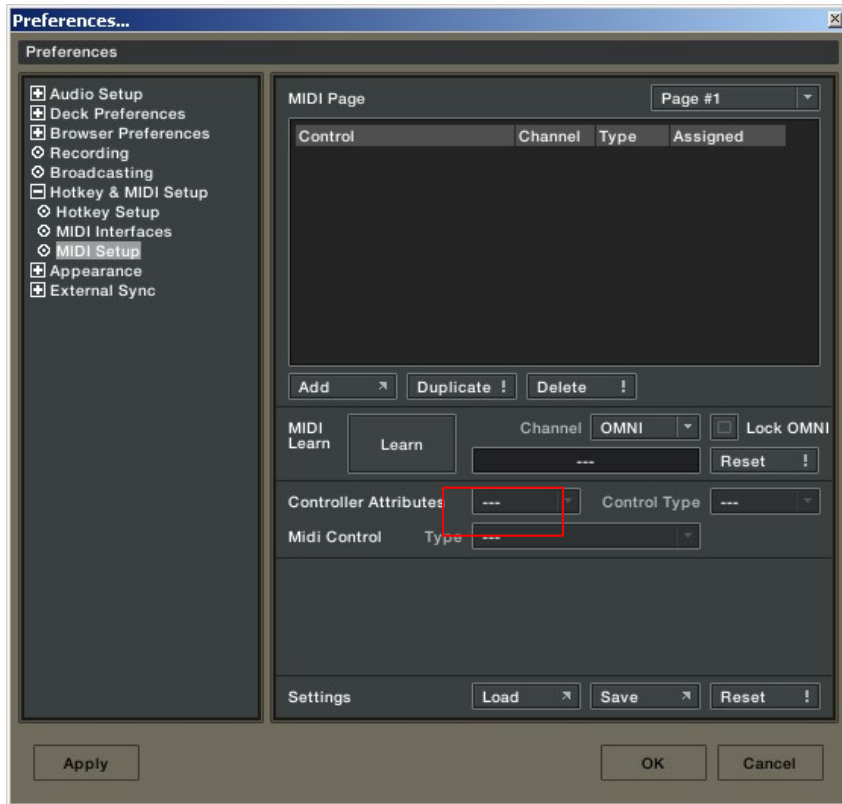 Preferences...
Preferences
Audio Setup
Deck Preferences
Browser Preferences
Recording
Broadcasting
Hotkey & MIDI Setup
Hotkey Setup
MIDI Interfaces
MIDI Setup
Appearance
External Sync
MIDI Page Page #1
Control Channel Type Assigned
Add Duplicate ! Delete !
MIDI Learn Learn Channel OMNI Lock OMNI
--- Reset !
Controller Attributes --- Control Type ---
Midi Control Type ---
Settings Load Save Reset !
Apply OK Cancel